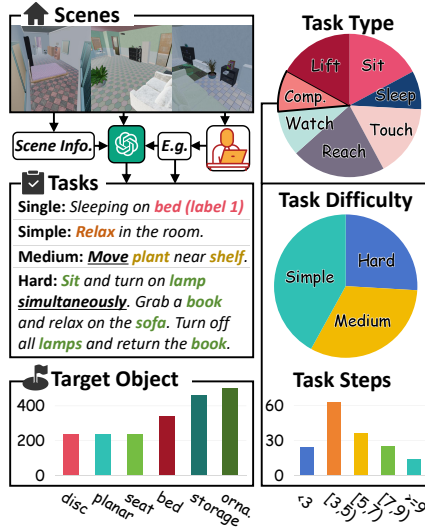 Scenes
Scene Info.
E.g.
Tasks
Single: Sleeping on bed (label 1)
Simple: Relax in the room.
Medium: Move plant near shelf.
Hard: Sit and turn on lamp
simultaneously. Grab a book
and relax on the sofa. Turn off
all lamps and return the book.
Target Object
400
200
0
disc
planar
seat
bed
storage
orna.
Task Type
Lift
Sit
Comp.
Sleep
Watch
Touch
Reach
Task Difficulty
Simple
Hard
Medium
Task Steps
60
30
0
<3
[3,5)
[5,7)
[7,9)
>=9